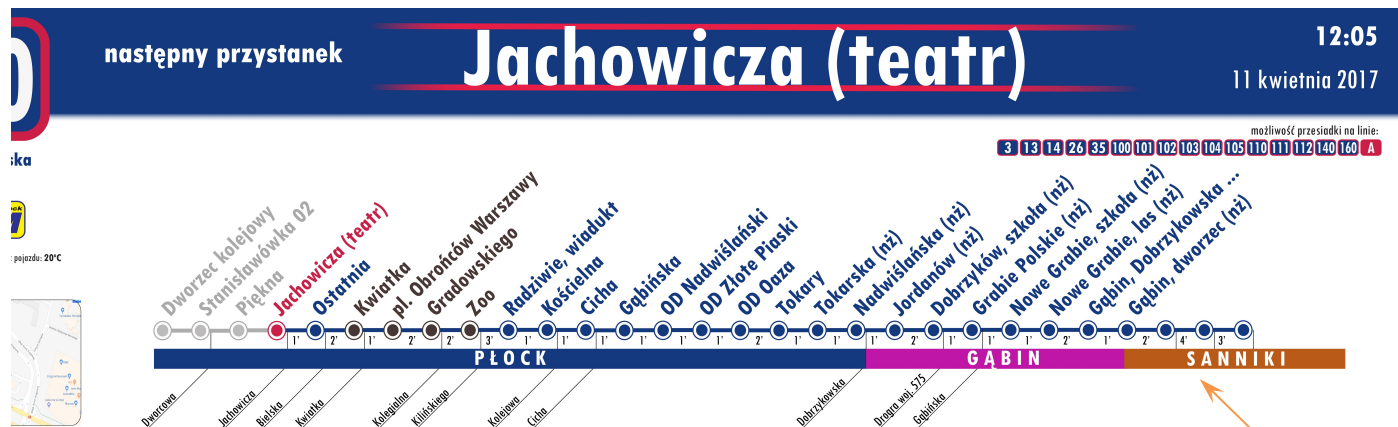 następny przystanek
Jachowicza (teatr)
12:05
11 kwietnia 2017
możliwość przesiadki na linie:
3 13 14 26 35 100 101 102 103 104 105 110 111 112 140 160 A
ska
pojazdu: 20°C
Dworzec kolejowy
Stanisławówka 02
Piękna
Jachowicza (teatr)
Ostatnia
Kwiatka
pl. Obrońców Warszawy
Gradowskiego
Zoo
Radziwie, wiadukt
Kościelna
Cicha
Gąbińska
OD Nadwiślański
OD Złote Piaski
OD Oaza
Tokary
Tokarska (nż)
Nadwiślańska (nż)
Jordanów (nż)
Dobrzyków, szkoła (nż)
Grabie Polskie (nż)
Nowe Grabie, szkoła (nż)
Nowe Grabie, las (nż)
Gąbin, Dobrzykowska ...
Gąbin, dworzec (nż)
1' 2' 1' 2' 2' 3' 1' 1' 1' 1' 1' 1' 1' 2' 1' 1' 1' 2' 1' 1' 2' 1' 2' 4' 3'
PŁOCK GĄBIN SANNIKI
Dworcowa
Jachowicza
Bielska
Kwiatka
Kolegialna
Kilińskiego
Kolejowa
Cicha
Dobrzykowska
Droga woj. 575
Gąbińska